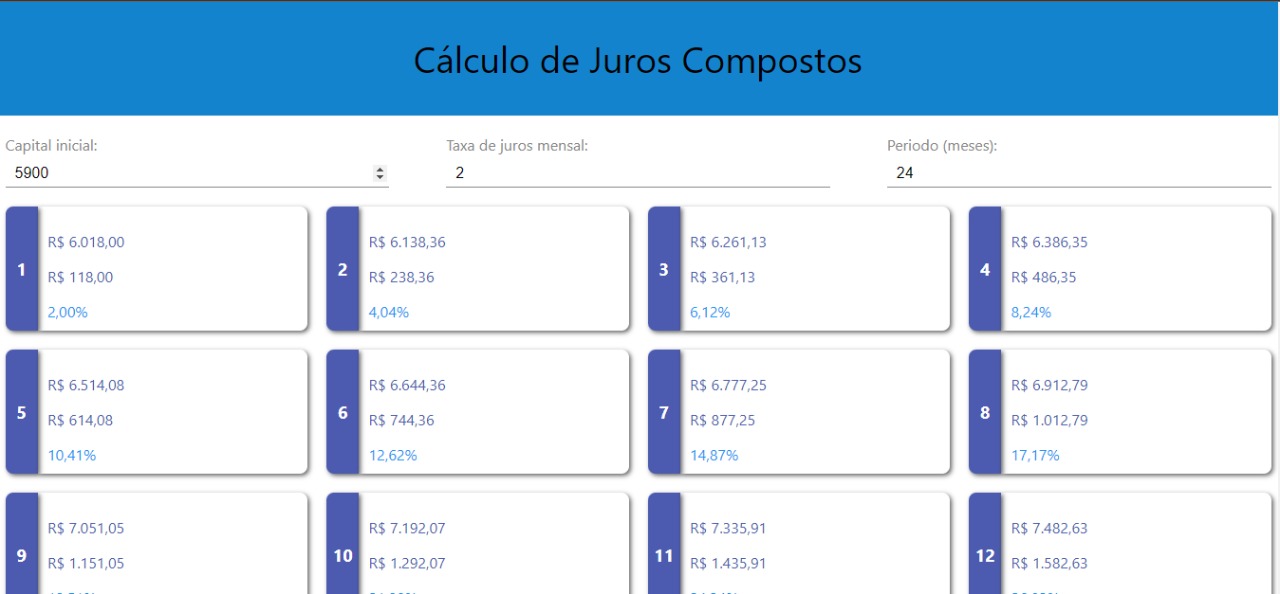 Cálculo de Juros Compostos
Capital inicial: Taxa de juros mensal: Periodo (meses):
5900 2 24
1
R$ 6.018,00
R$ 118,00
2,00%
2
R$ 6.138,36
R$ 238,36
4,04%
3
R$ 6.261,13
R$ 361,13
6,12%
4
R$ 6.386,35
R$ 486,35
8,24%
5
R$ 6.514,08
R$ 614,08
10,41%
6
R$ 6.644,36
R$ 744,36
12,62%
7
R$ 6.777,25
R$ 877,25
14,87%
8
R$ 6.912,79
R$ 1.012,79
17,17%
9
R$ 7.051,05
R$ 1.151,05
10
R$ 7.192,07
R$ 1.292,07
11
R$ 7.335,91
R$ 1.435,91
12
R$ 7.482,63
R$ 1.582,63